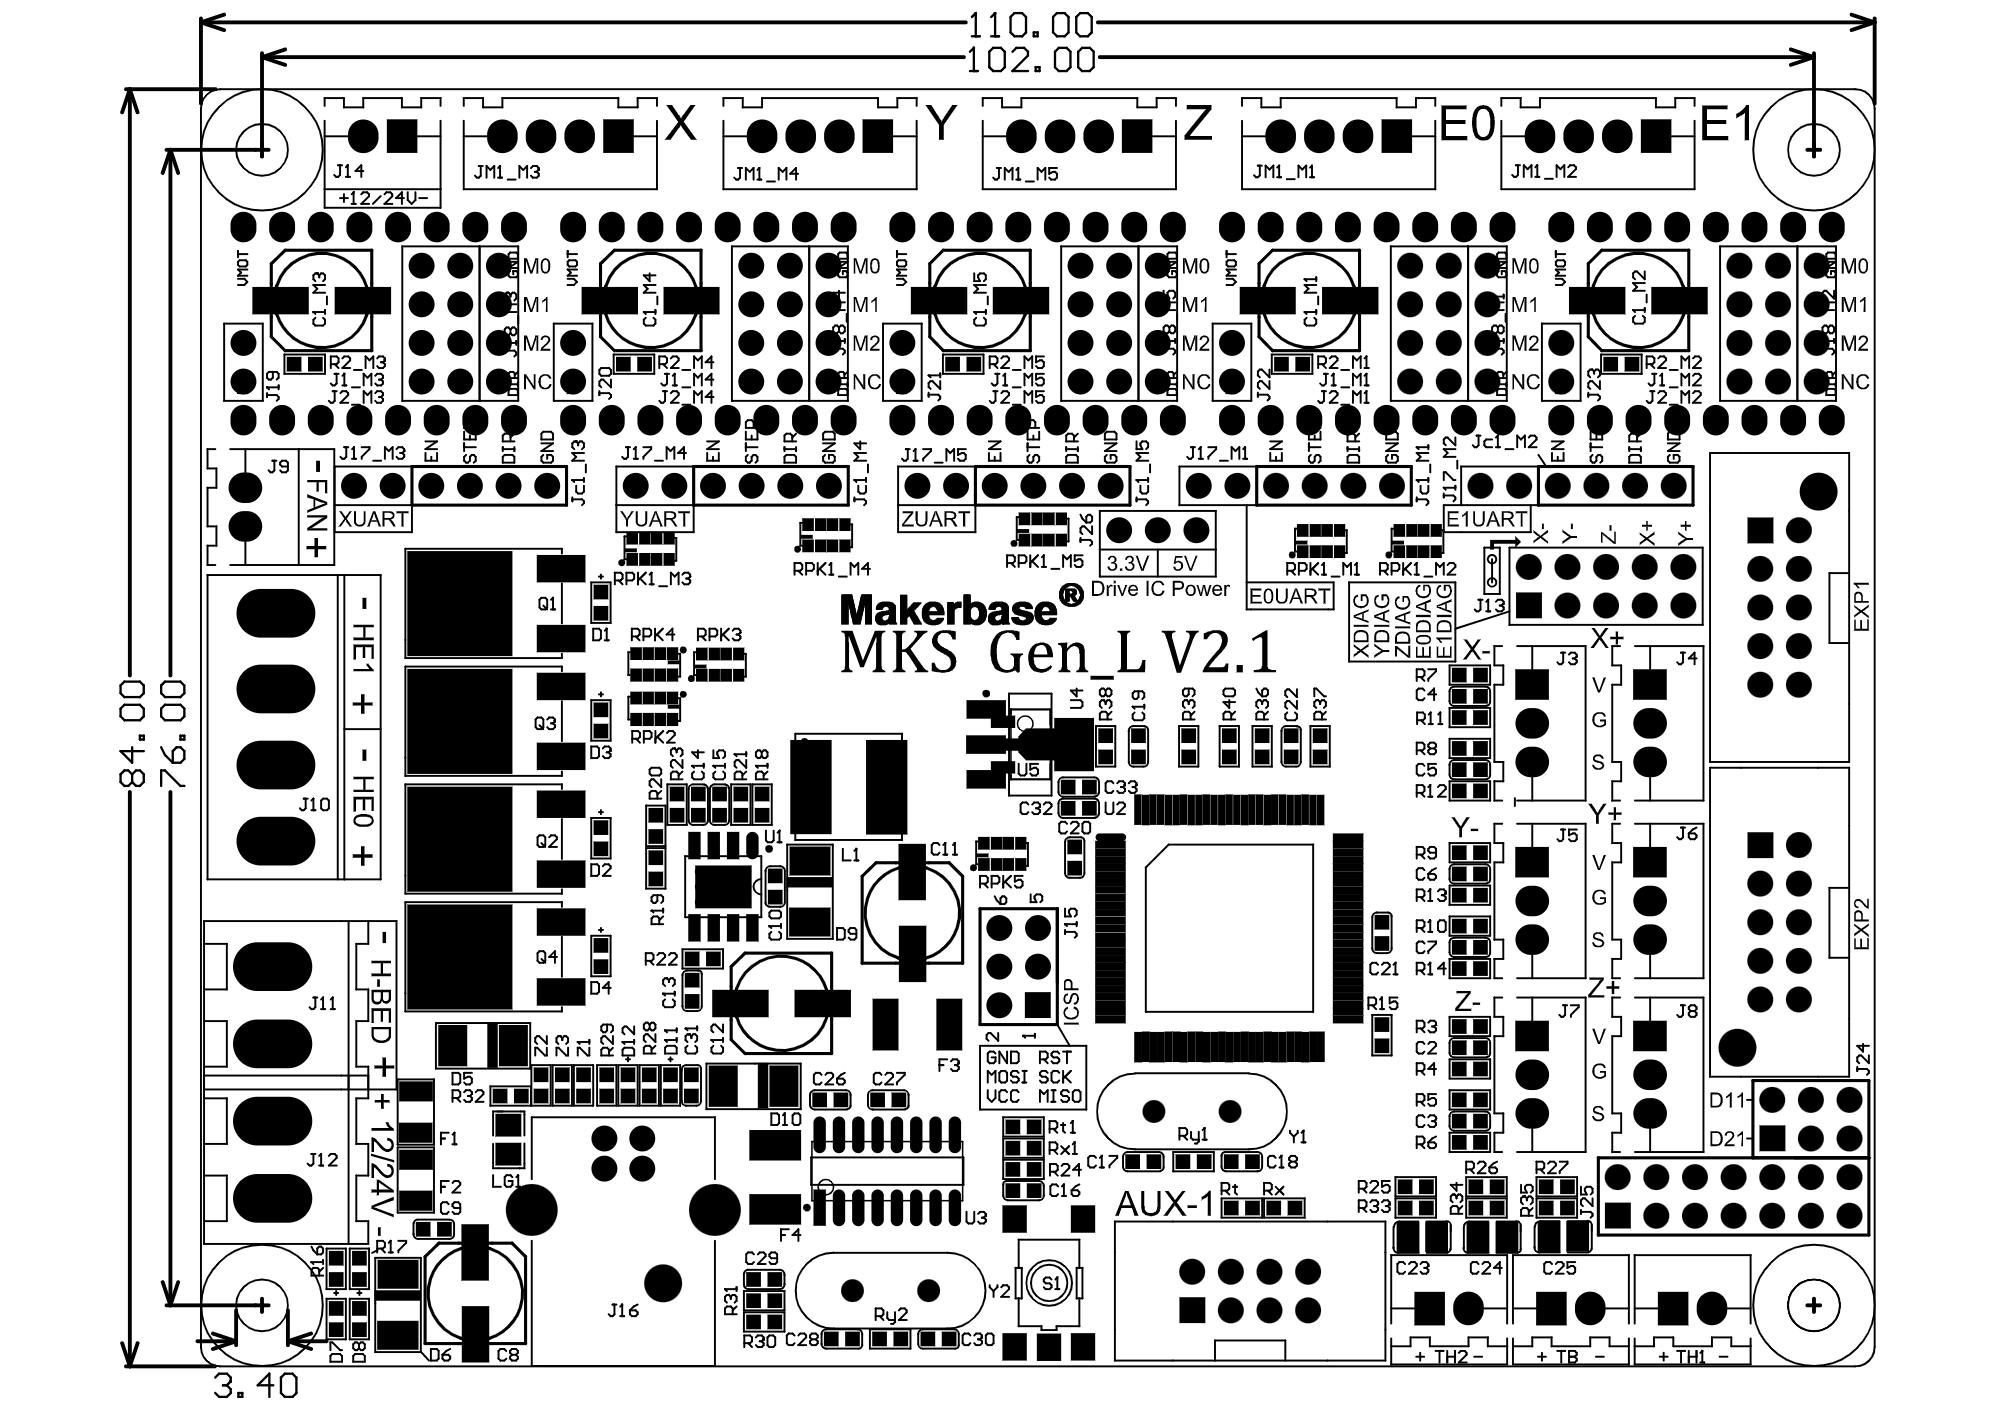 110.00
102.00
84.00
76.00
3.40
J14
+12/24V-
JM1_M3
X
JM1_M4
Y
JM1_M5
Z
JM1_M1
E0
JM1_M2
E1
VMOT
C1_M3
GND
M0
M1
M2
NC
DIR
J19
R2_M3
J1_M3
J2_M3
VMOT
C1_M4
GND
M0
M1
M2
NC
DIR
J20
R2_M4
J1_M4
J2_M4
VMOT
C1_M5
GND
M0
M1
M2
NC
DIR
J21
R2_M5
J1_M5
J2_M5
VMOT
C1_M1
GND
M0
M1
M2
NC
DIR
J22
R2_M1
J1_M1
J2_M1
VMOT
C1_M2
GND
M0
M1
M2
NC
DIR
J23
R2_M2
J1_M2
J2_M2
J9
- FAN +
J17_M3
EN
DIR
GND
Jc1_M3
XUART
J17_M4
EN
STEP
DIR
GND
Jc1_M4
YUART
J17_M5
EN
STEP
DIR
GND
Jc1_M5
ZUART
J17_M1
EN
DIR
GND
Jc1_M1
E0UART
J17_M2
Jc1_M2
EN
DIR
GND
E1UART
RPK1_M3
RPK1_M4
RPK1_M5
RPK1_M1
RPK1_M2
J26
3.3V 5V
Drive IC Power
X-
Y-
Z-
X+
Y+
J13
XDIAG
YDIAG
ZDIAG
E0DIAG
E1DIAG
EXP1
EXP2
Makerbase®
MKS Gen_L V2.1
- HE1 +
- HE0 +
J10
Q1
D1
Q3
D3
Q2
D2
Q4
D4
RPK4 RPK3
RPK2
R20
R23
C14
C15
R21
R18
U1
R19
C10
L1
D9
C11
R22
C13
C12
U4
U5
R38
C19
R39
R40
R36
C22
R37
C33
C32
U2
C20
RPK5
6 5
J15
ICSP
2 1
GND RST
MOSI SCK
VCC MISO
C21
R15
X-
X+
R7
C4
R11
R8
C5
R12
J3
J4
V
G
S
Y-
Y+
R9
C6
R13
R10
C7
R14
J5
J6
V
G
S
Z-
Z+
R3
C2
R4
R5
C3
R6
J7
J8
V
G
S
J24
D11-
D21-
J25
- H-BED +
J11
+ 12/24V -
J12
D5
R32
Z2
Z3
Z1
R29
D12
R28
D11
C31
D10
F3
C26
C27
F1
F2
C9
LG1
F4
U3
Rt1
Rx1
R24
C16
Ry1
Y1
C17
C18
Rt
Rx
AUX-1
R25
R33
R26
R34
R27
R35
C23
C24
C25
R16
R17
D7
D8
D6
C8
J16
C29
R31
R30
Ry2
Y2
C28
C30
S1
+ TH2 -
+ TB -
+ TH1 -